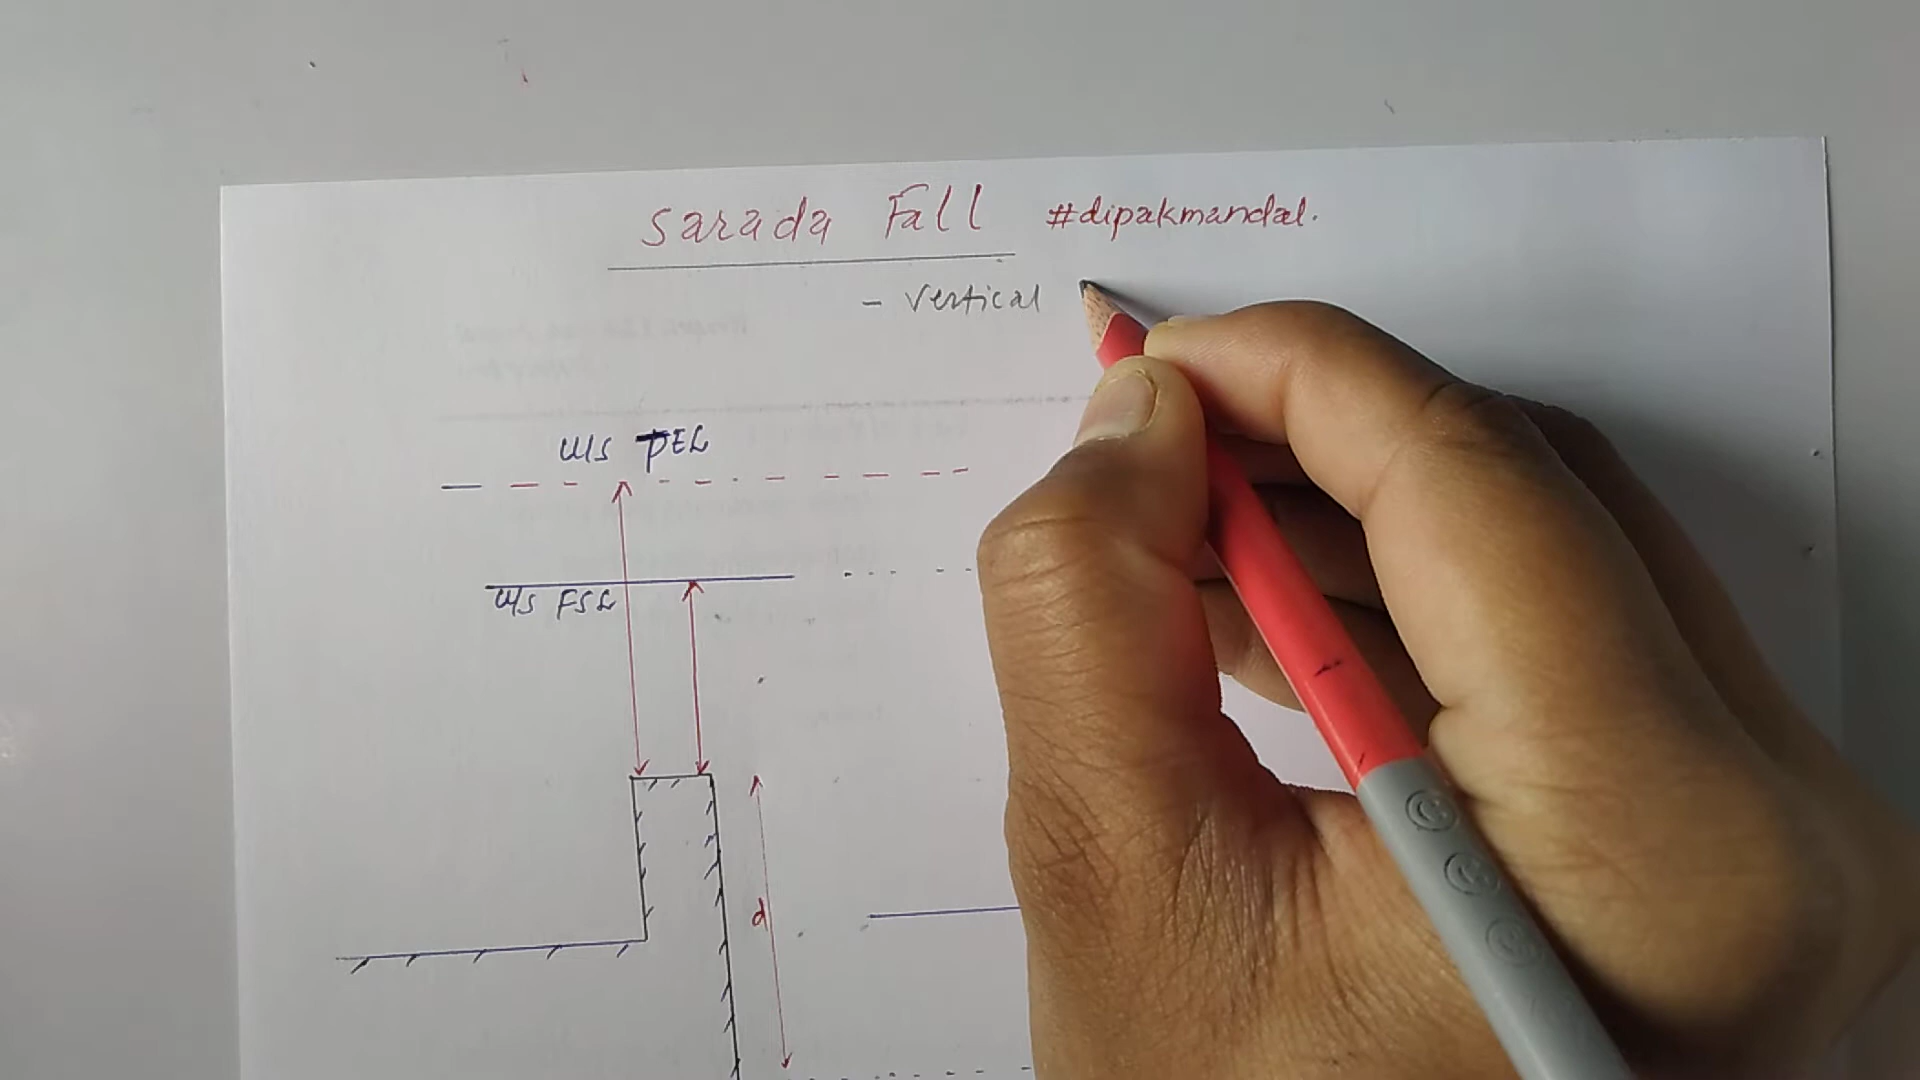 Sarada Fall #dipakmandal.
- Vertical
U/S TEL
U/S FSL
d